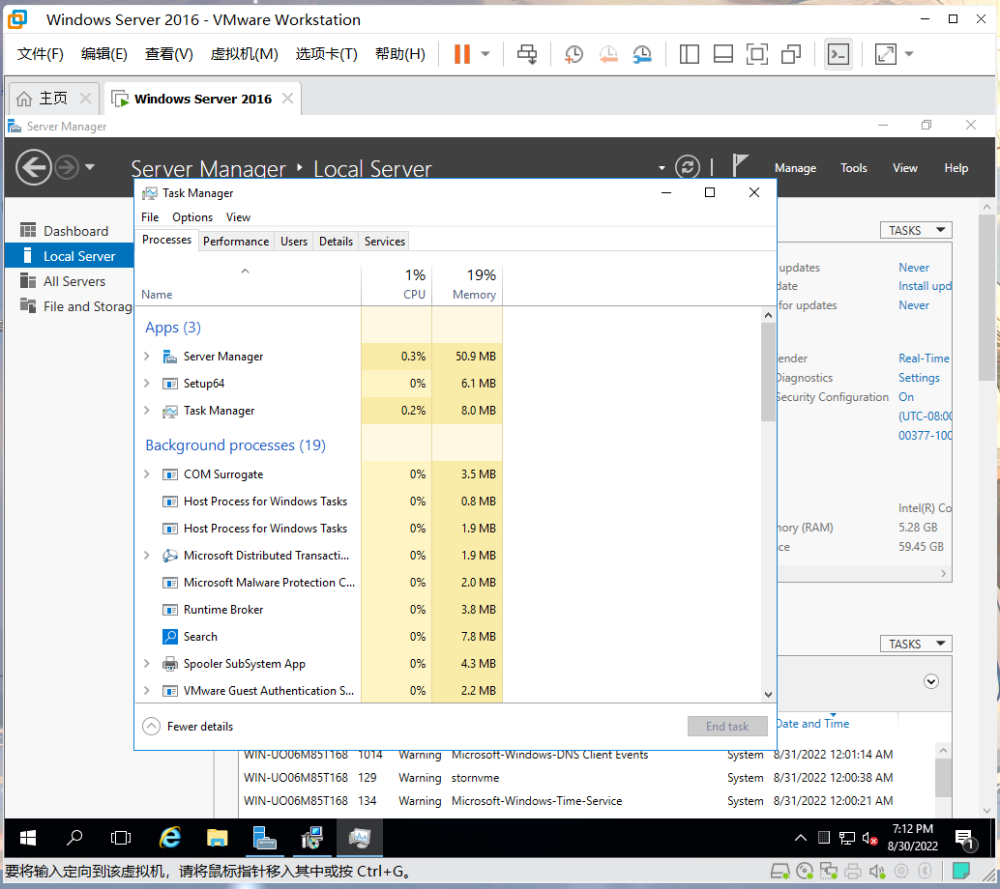 Windows Server 2016 - VMware Workstation
文件(F) 编辑(E) 查看(V) 虚拟机(M) 选项卡(T) 帮助(H)
主页 Windows Server 2016
Server Manager
Server Manager Local Server Manage Tools View Help
Task Manager
File Options View
Processes Performance Users Details Services
Dashboard
Local Server
All Servers
File and Storag
TASKS
1% 19%
Name CPU Memory
Apps (3)
Server Manager 0.3% 50.9 MB
Setup64 0% 6.1 MB
Task Manager 0.2% 8.0 MB
Background processes (19)
COM Surrogate 0% 3.5 MB
Host Process for Windows Tasks 0% 0.8 MB
Host Process for Windows Tasks 0% 1.9 MB
Microsoft Distributed Transacti... 0% 1.9 MB
Microsoft Malware Protection C... 0% 2.0 MB
Runtime Broker 0% 3.8 MB
Search 0% 7.8 MB
Spooler SubSystem App 0% 4.3 MB
VMware Guest Authentication S... 0% 2.2 MB
Fewer details End task
updates Never
date Install upd
for updates Never
ender Real-Time
Diagnostics Settings
Security Configuration On
(UTC-08:00
00377-100
Intel(R) Co
mory (RAM) 5.28 GB
ce 59.45 GB
TASKS
Date and Time
WIN-UO06M85T168 1014 Warning Microsoft-Windows-DNS Client Events System 8/31/2022 12:01:14 AM
WIN-UO06M85T168 129 Warning stornvme System 8/31/2022 12:00:38 AM
WIN-UO06M85T168 134 Warning Microsoft-Windows-Time-Service System 8/31/2022 12:00:21 AM
7:12 PM
8/30/2022
1
要将输入定向到该虚拟机，请将鼠标指针移入其中或按 Ctrl+G。